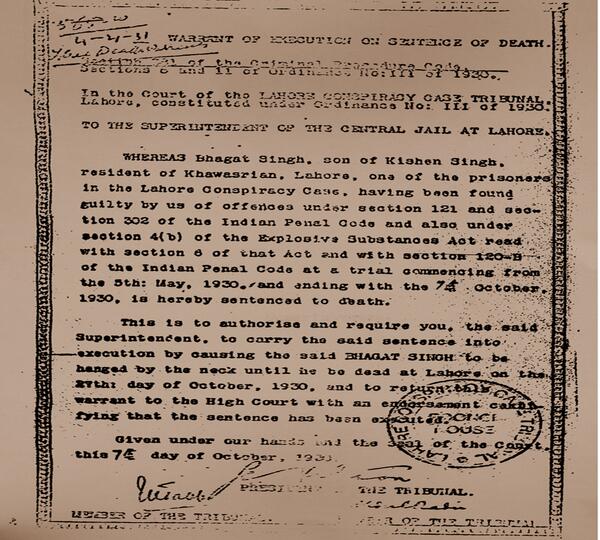 4-4-31
WARRANT OF EXECUTION ON SENTENCE OF DEATH.
Section 381 of the Criminal Procedure Code.
Sections 8 and 11 of Ordinance No: III of 1930.
In the Court of the LAHORE CONSPIRACY CASE TRIBUNAL,
Lahore, constituted under Ordinance No: III of 1930.
TO THE SUPERINTENDENT OF THE CENTRAL JAIL AT LAHORE.
WHEREAS Bhagat Singh, son of Kishen Singh,
resident of Khawasrian, Lahore, one of the prisoners
in the Lahore Conspiracy Case, having been found
guilty by us of offences under section 121 and sec-
tion 302 of the Indian Penal Code and also under
section 4(b) of the Explosive Substances Act read
with section 6 of that Act and with section 120-B
of the Indian Penal Code at a trial commencing from
the 5th: May, 1930, and ending with the 7th October,
1930, is hereby sentenced to death.
This is to authorise and require you, the said
Superintendent, to carry the said sentence into
execution by causing the said BHAGAT SINGH to be
hanged by the neck until he be dead at Lahore on the
27th: day of October, 1930, and to return this
warrant to the High Court with an endorsement certi-
fying that the sentence has been executed.
Given under our hands and the seal of the Court
this 7th day of October, 1930.
PRESIDENT THE TRIBUNAL.
MEMBER OF THE TRIBUNAL. OF THE TRIBUNAL
HOUSE